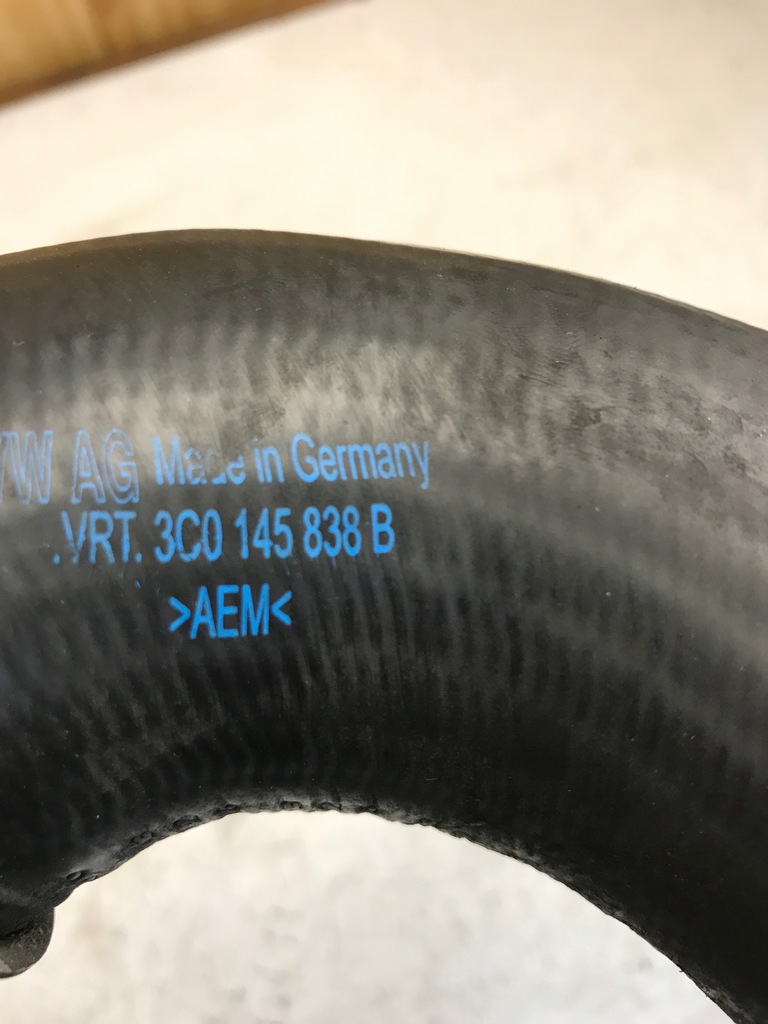 VW AG Made in Germany
.VRT. 3C0 145 838 B
>AEM<